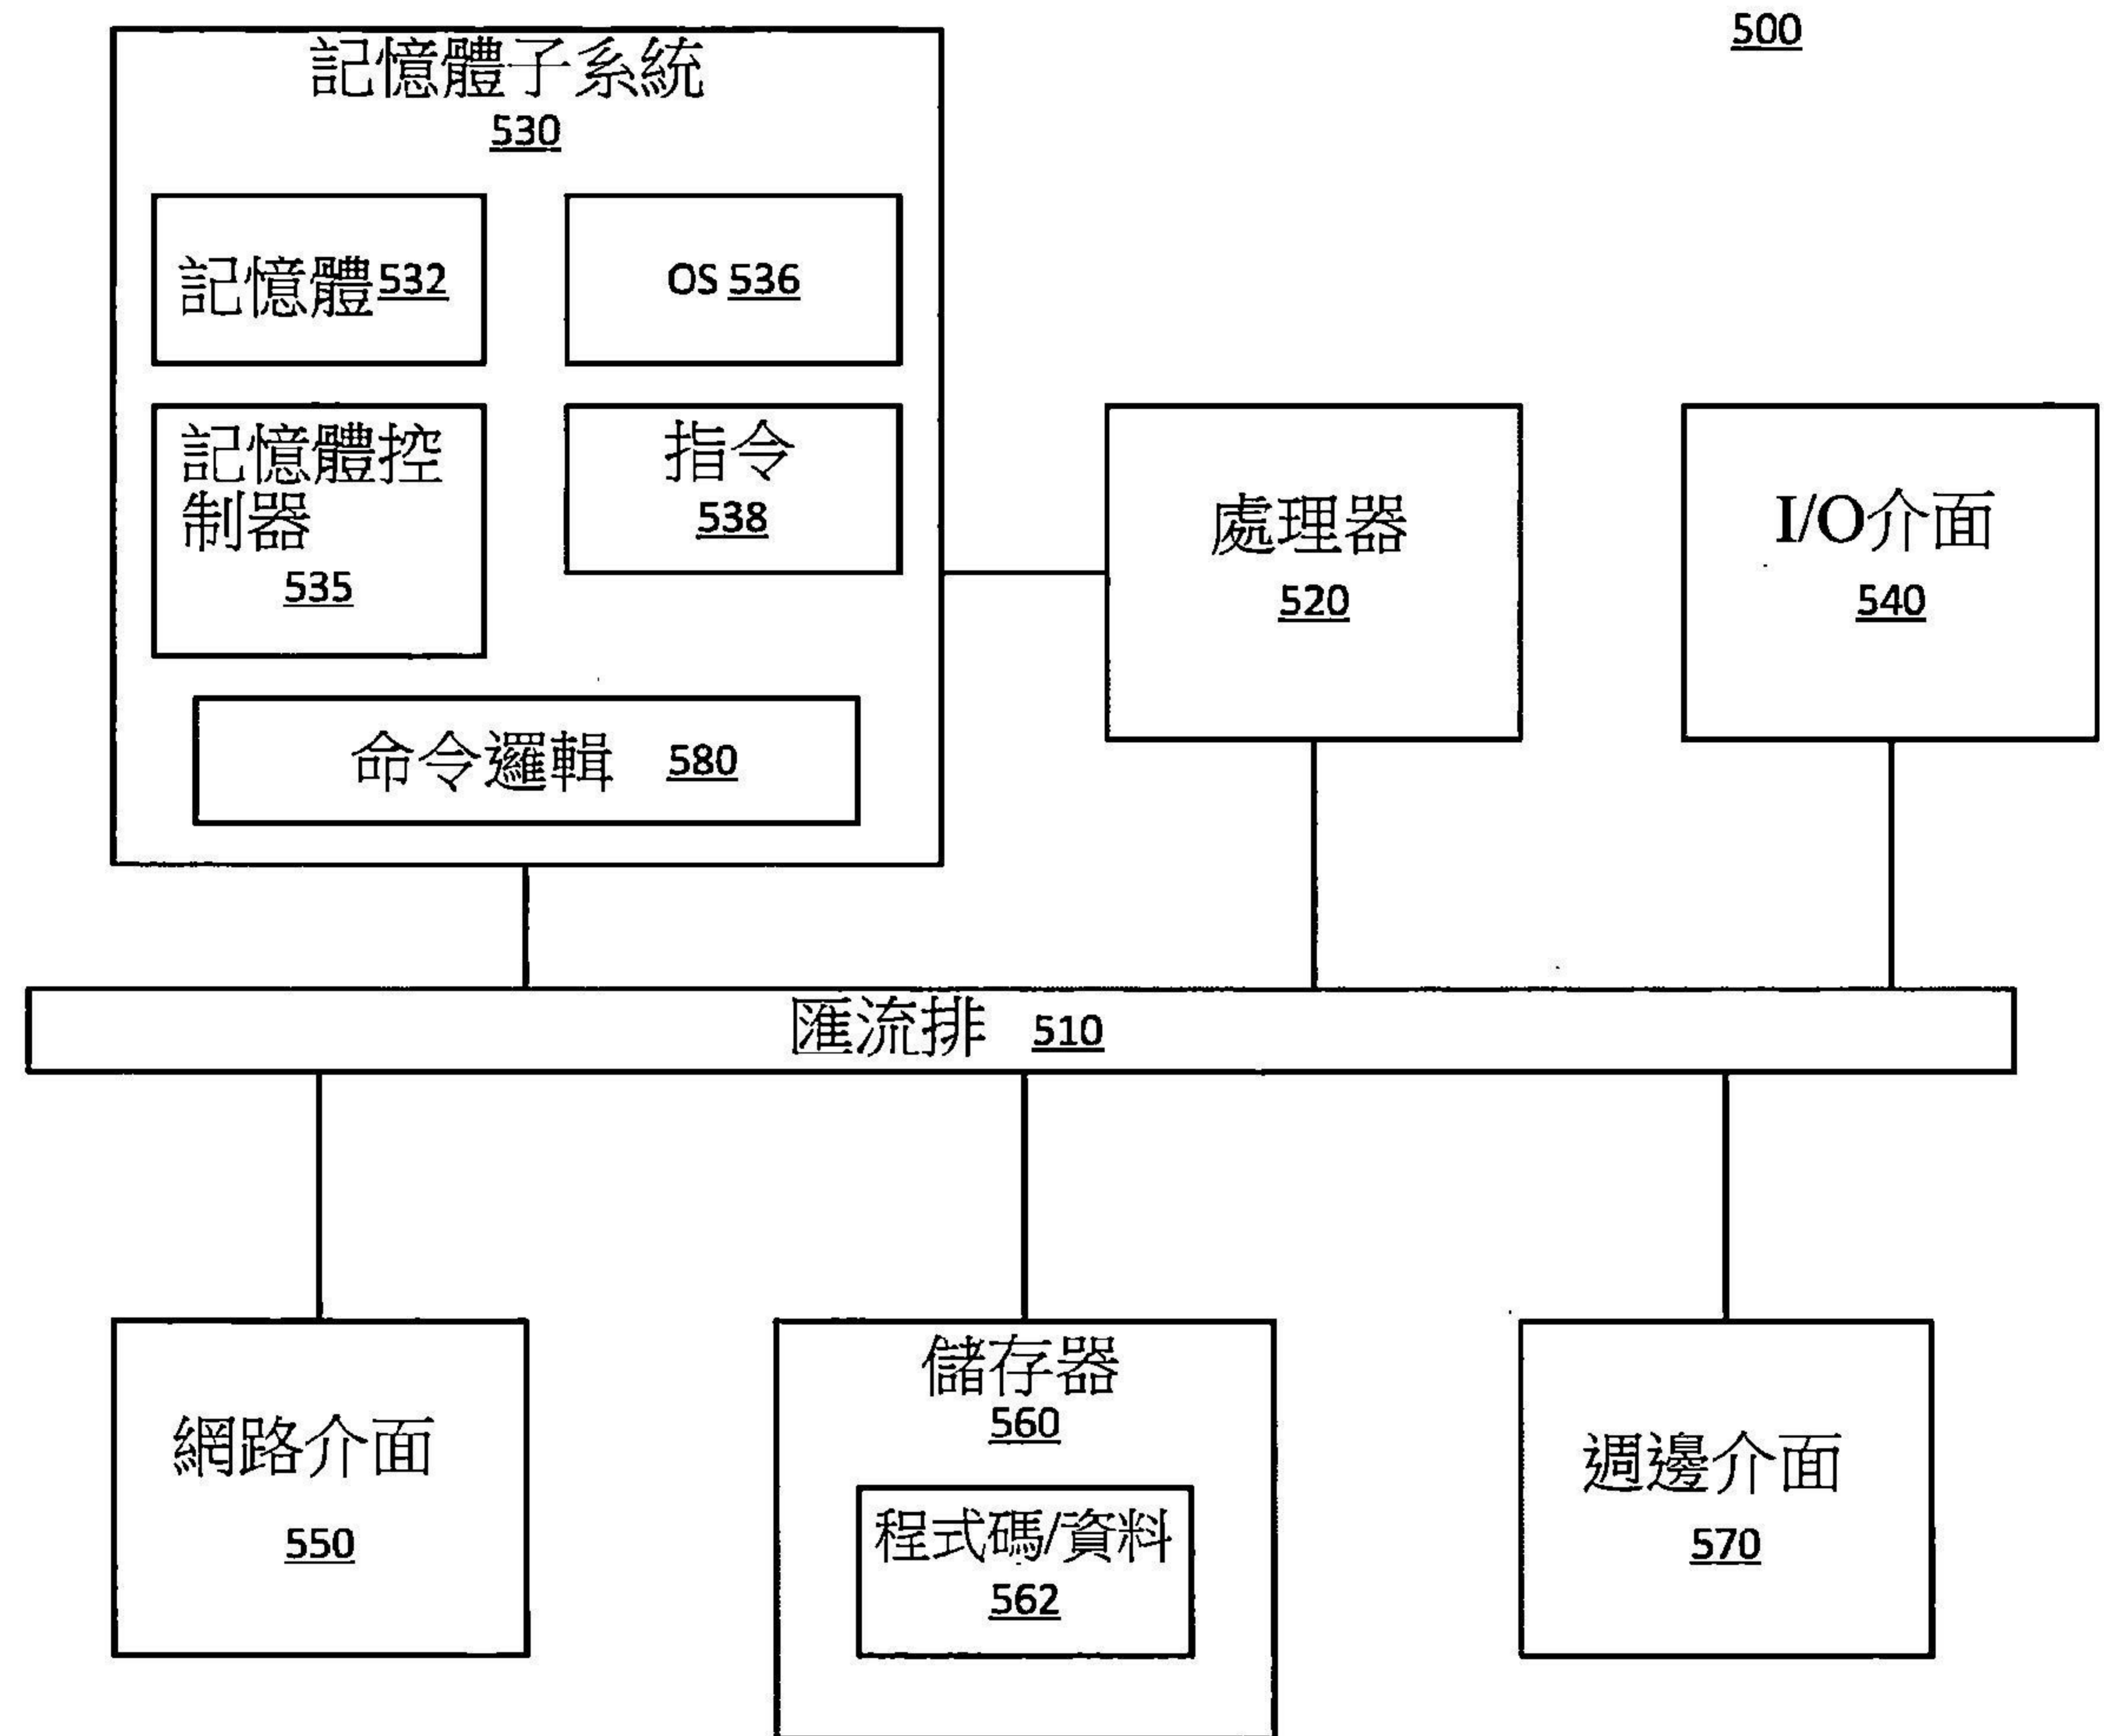 500
記憶體子系統
530
記憶體532
OS 536
記憶體控
制器
535
指令
538
命令邏輯 580
處理器
520
I/O介面
540
匯流排 510
網路介面
550
儲存器
560
程式碼/資料
562
週邊介面
570